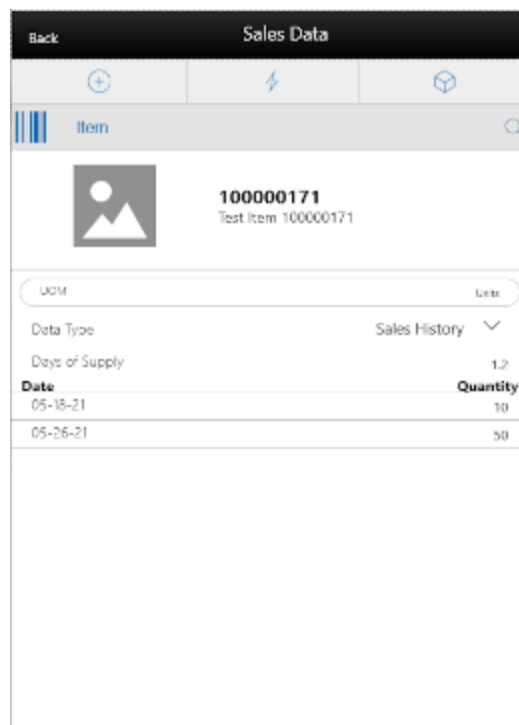 Back Sales Data
Item
100000171
Test Item 100000171
UOM Units
Data Type Sales History
Days of Supply 1.2
Date Quantity
05-18-21 10
05-26-21 50